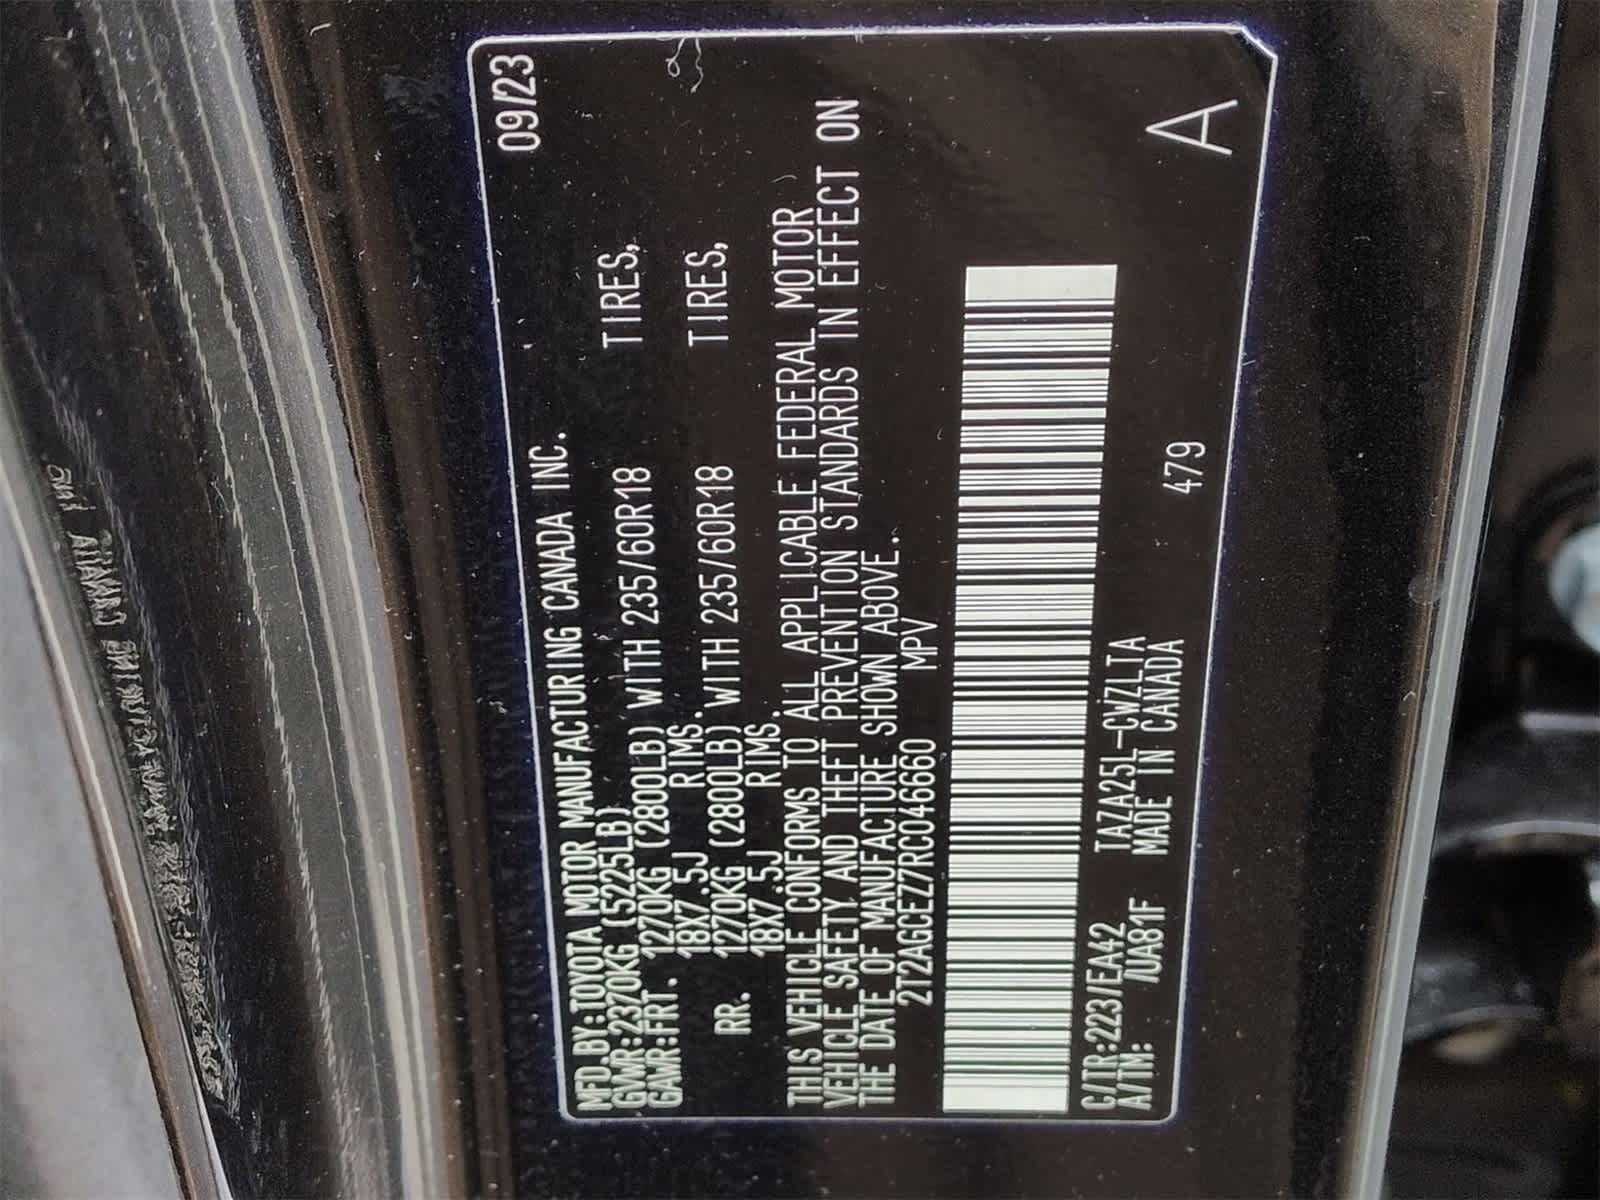 MFD.BY:TOYOTA MOTOR MANUFACTURING CANADA INC. 09/23
GVWR:2370KG (5225LB)
GAWR:FRT. 1270KG (2800LB) WITH 235/60R18 TIRES,
18X7.5J RIMS.
RR. 1270KG (2800LB) WITH 235/60R18 TIRES,
18X7.5J RIMS.
THIS VEHICLE CONFORMS TO ALL APPLICABLE FEDERAL MOTOR
VEHICLE SAFETY AND THEFT PREVENTION STANDARDS IN EFFECT ON
THE DATE OF MANUFACTURE SHOWN ABOVE.
2T2AGCEZ7RC046660 MPV
C/TR:223/EA42 TAZA25L-CWZLTA
A/TM: /UA81F MADE IN CANADA 479 A